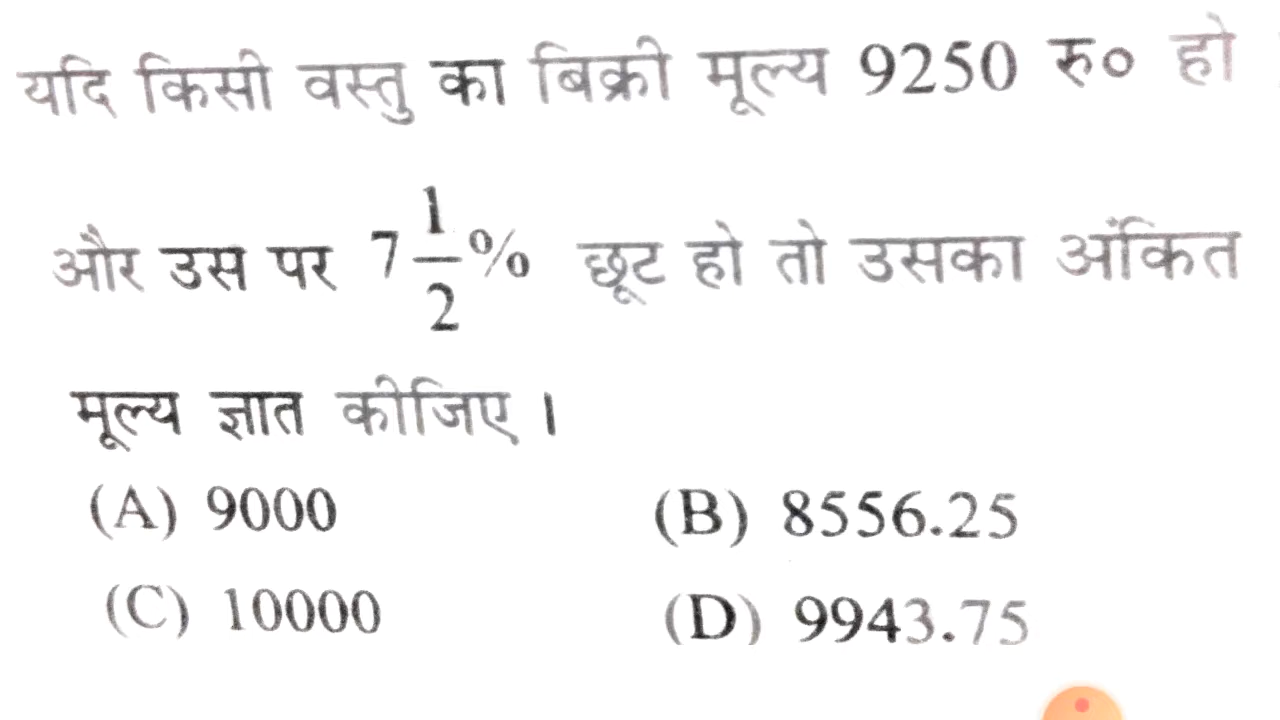 यदि किसी वस्तु का बिक्री मूल्य 9250 रु० हो
और उस पर 7 1/2 % छूट हो तो उसका अंकित
मूल्य ज्ञात कीजिए ।
(A) 9000 (B) 8556.25
(C) 10000 (D) 9943.75